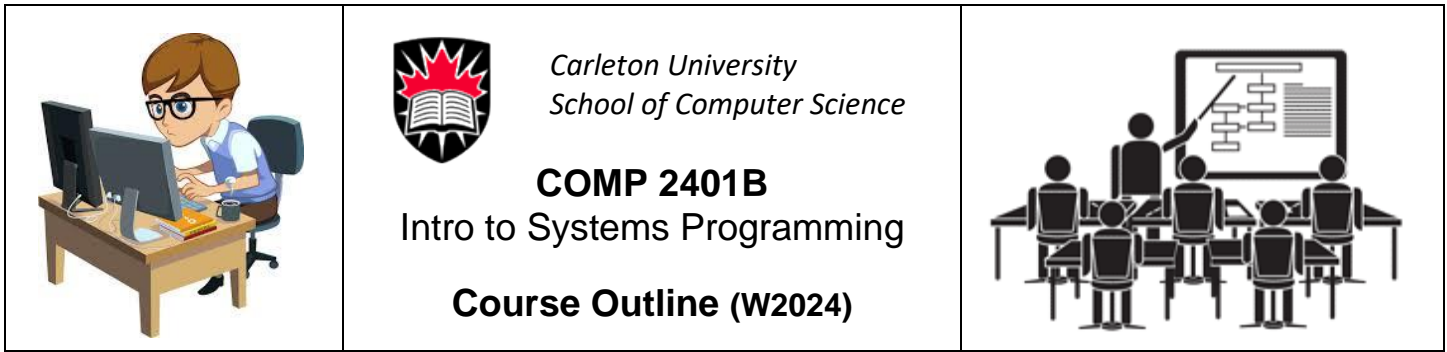 Carleton University
School of Computer Science
COMP 2401B
Intro to Systems Programming
Course Outline (W2024)